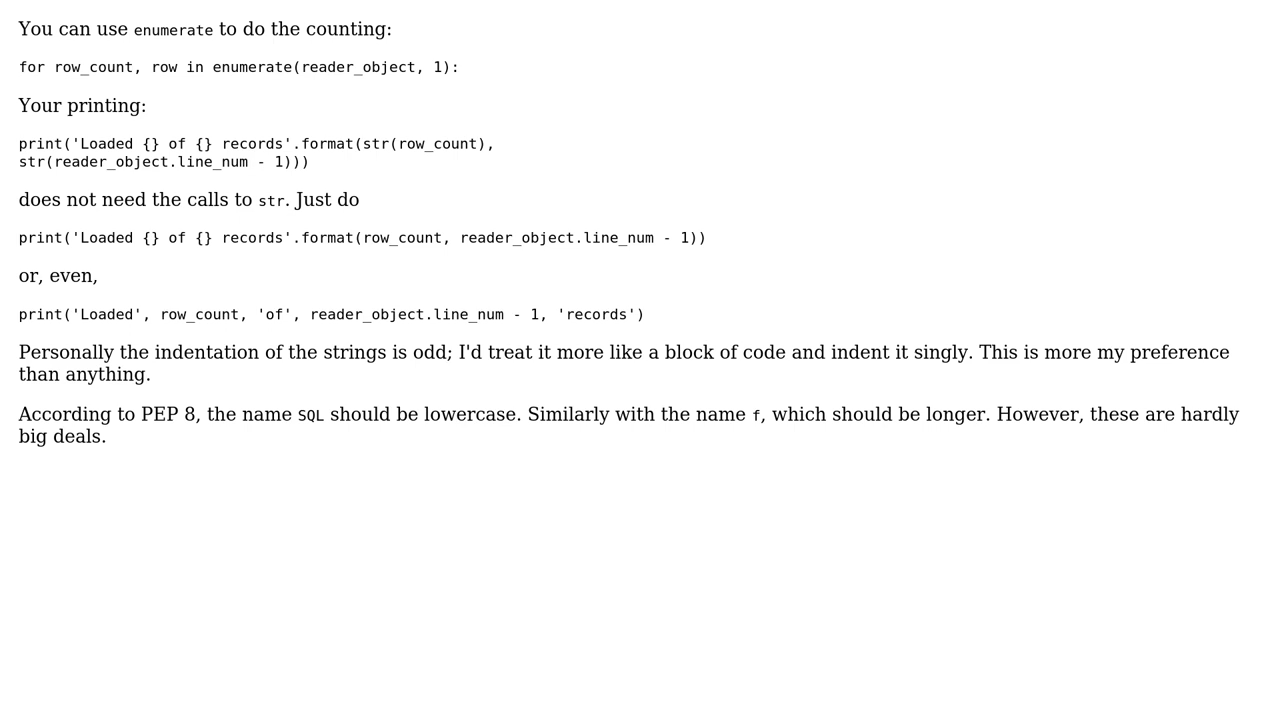 You can use enumerate to do the counting:
for row_count, row in enumerate(reader_object, 1):
Your printing:
print('Loaded {} of {} records'.format(str(row_count),
str(reader_object.line_num - 1)))
does not need the calls to str. Just do
print('Loaded {} of {} records'.format(row_count, reader_object.line_num - 1))
or, even,
print('Loaded', row_count, 'of', reader_object.line_num - 1, 'records')
Personally the indentation of the strings is odd; I'd treat it more like a block of code and indent it singly. This is more my preference
than anything.
According to PEP 8, the name SQL should be lowercase. Similarly with the name f, which should be longer. However, these are hardly
big deals.